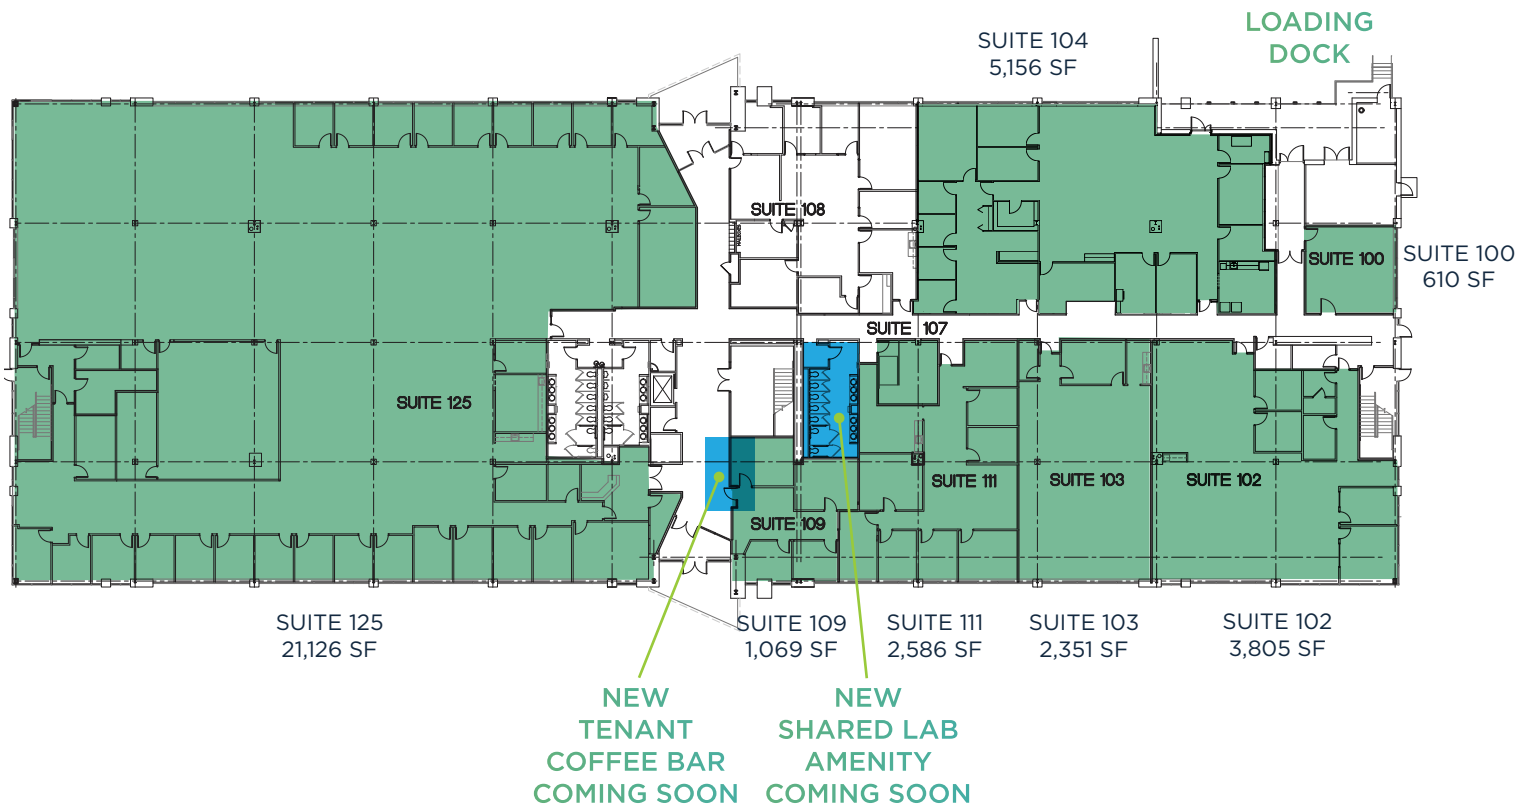 LOADING
DOCK
SUITE 104
5,156 SF
SUITE 108
SUITE 100
SUITE 100
610 SF
SUITE 107
SUITE 125
SUITE 111
SUITE 103
SUITE 102
SUITE 109
SUITE 125
21,126 SF
SUITE 109
1,069 SF
SUITE 111
2,586 SF
SUITE 103
2,351 SF
SUITE 102
3,805 SF
NEW
TENANT
COFFEE BAR
COMING SOON
NEW
SHARED LAB
AMENITY
COMING SOON